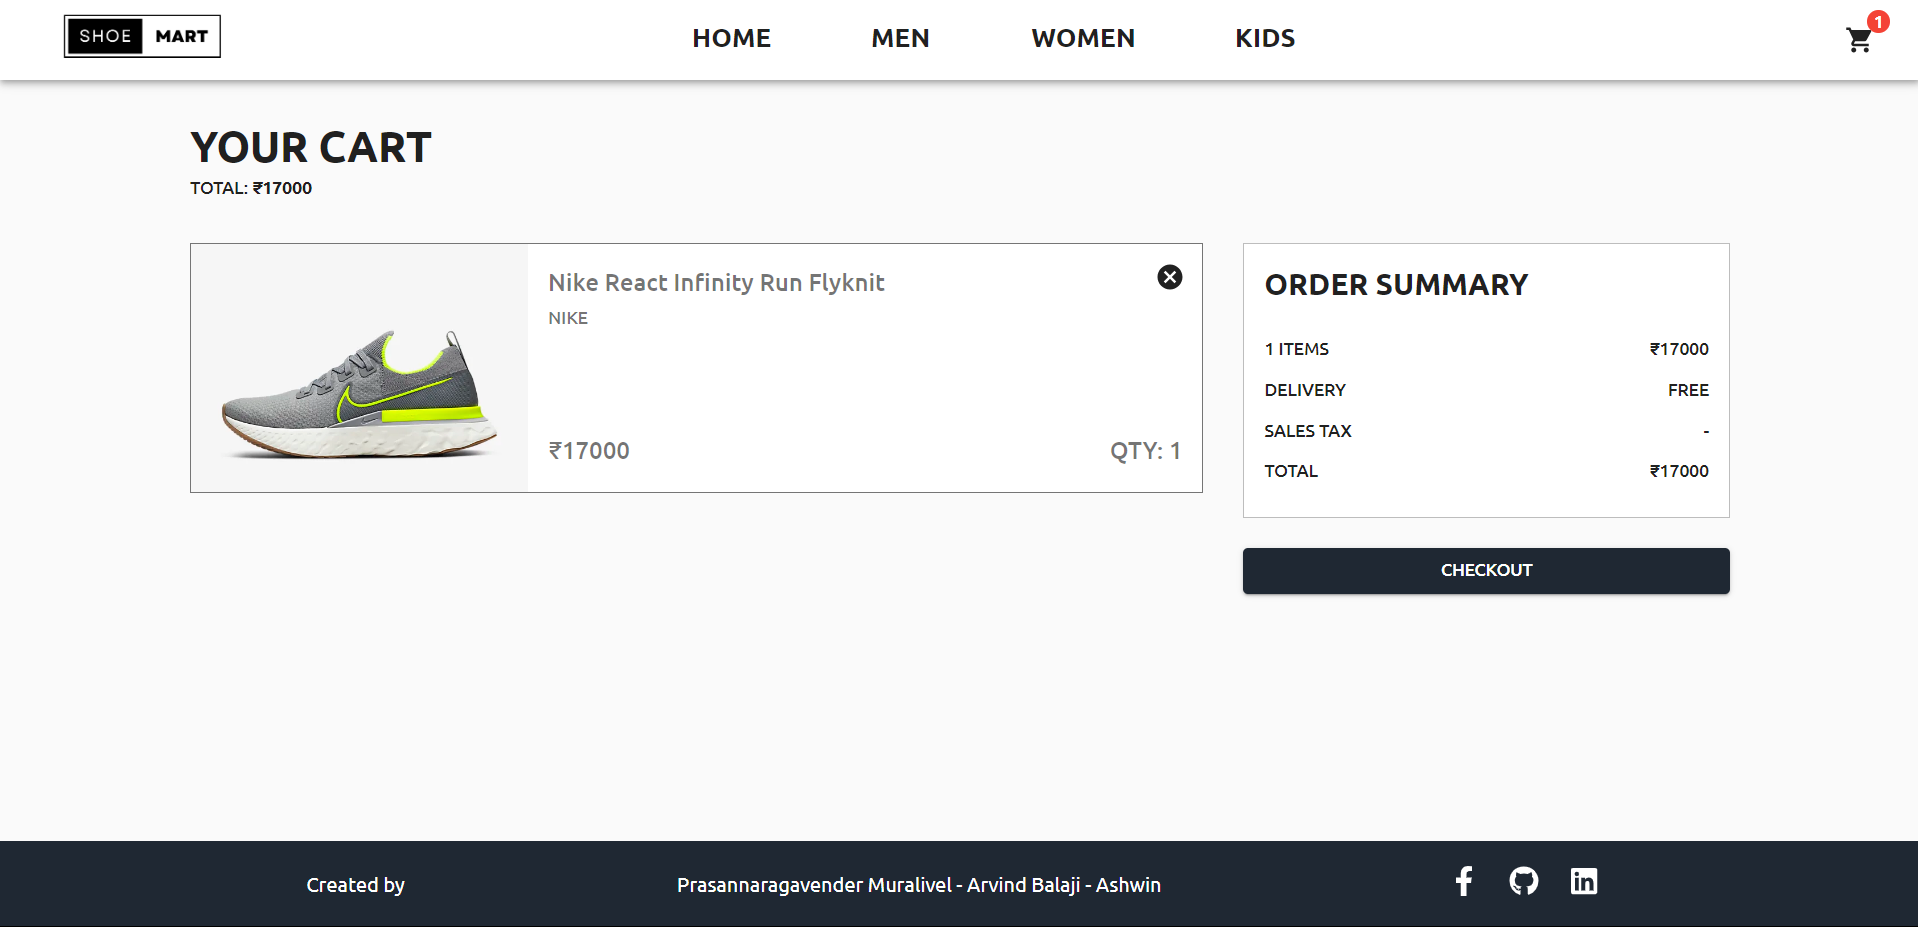 SHOE MART
HOME MEN WOMEN KIDS
1
YOUR CART
TOTAL: ₹17000
Nike React Infinity Run Flyknit
NIKE
₹17000 QTY: 1
ORDER SUMMARY
1 ITEMS ₹17000
DELIVERY FREE
SALES TAX -
TOTAL ₹17000
CHECKOUT
Created by Prasannaragavender Muralivel - Arvind Balaji - Ashwin